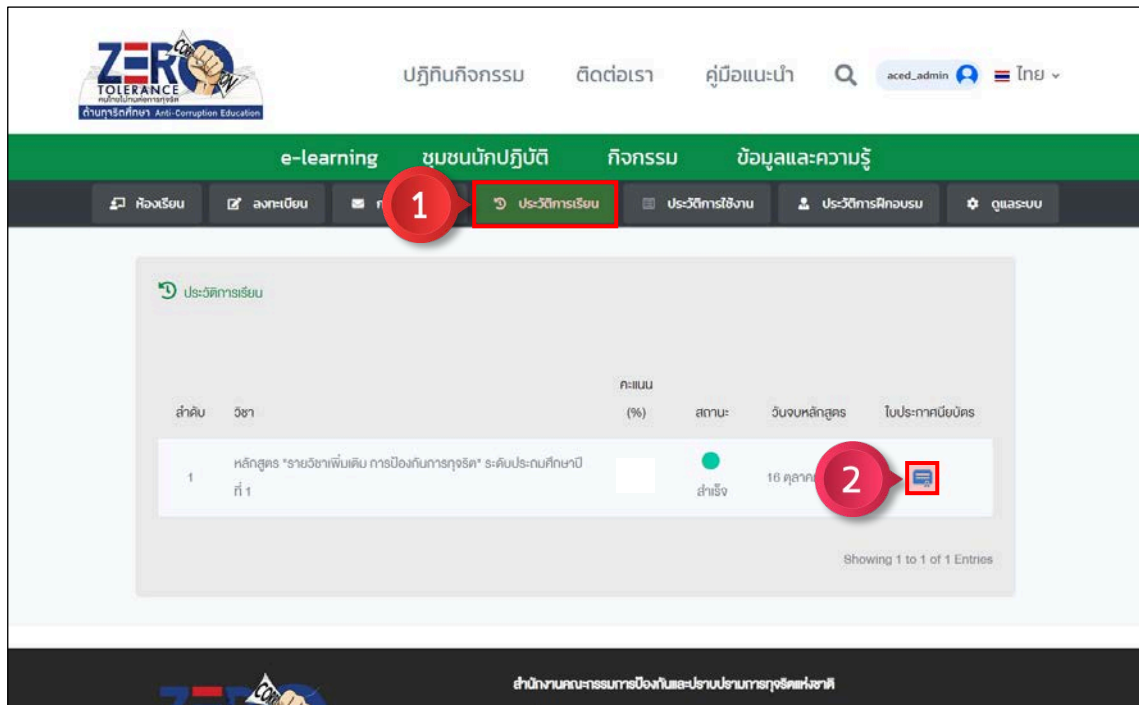 ZERO
CORRUPTION
TOLERANCE
คนไทยไม่ทนต่อการทุจริต
ด้านทุจริตศึกษา Anti-Corruption Education
ปฏิทินกิจกรรม ติดต่อเรา คู่มือแนะนำ aced_admin ไทย
e-learning ชุมชนนักปฏิบัติ กิจกรรม ข้อมูลและความรู้
ห้องเรียน ลงทะเบียน 1 ประวัติการเรียน ประวัติการใช้งาน ประวัติการฝึกอบรม ดูแลระบบ
ประวัติการเรียน
คะแนน
ลำดับ วิชา (%) สถานะ วันจบหลักสูตร ใบประกาศนียบัตร
หลักสูตร "รายวิชาเพิ่มเติม การป้องกันการทุจริต" ระดับประถมศึกษาปี
1 ที่ 1 สำเร็จ 16 2
Showing 1 to 1 of 1 Entries
สำนักงานคณะกรรมการป้องกันและปราบปรามการทุจริตแห่งชาติ